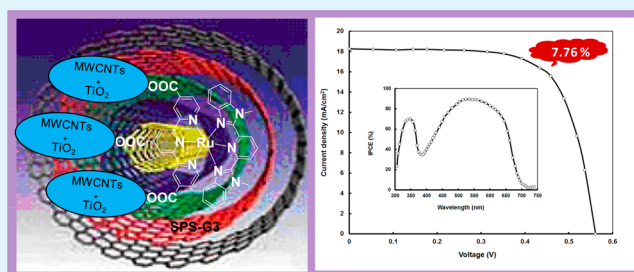 MWCNTs
+
TiO2
OOC
N
MWCNTs
+
TiO2
OOC
N
Ru
N
N
N
N
N
N
MWCNTs
+
TiO2
OOC
SPS-G3
7.76 %
Current density (mA/cm2)
20
18
16
14
12
10
8
6
4
2
0
0
0.1
0.2
0.3
0.4
0.5
0.6
Voltage (V)
IPCE (%)
100
80
60
40
20
0
300
350
400
450
500
550
600
650
700
750
Wavelength (nm)